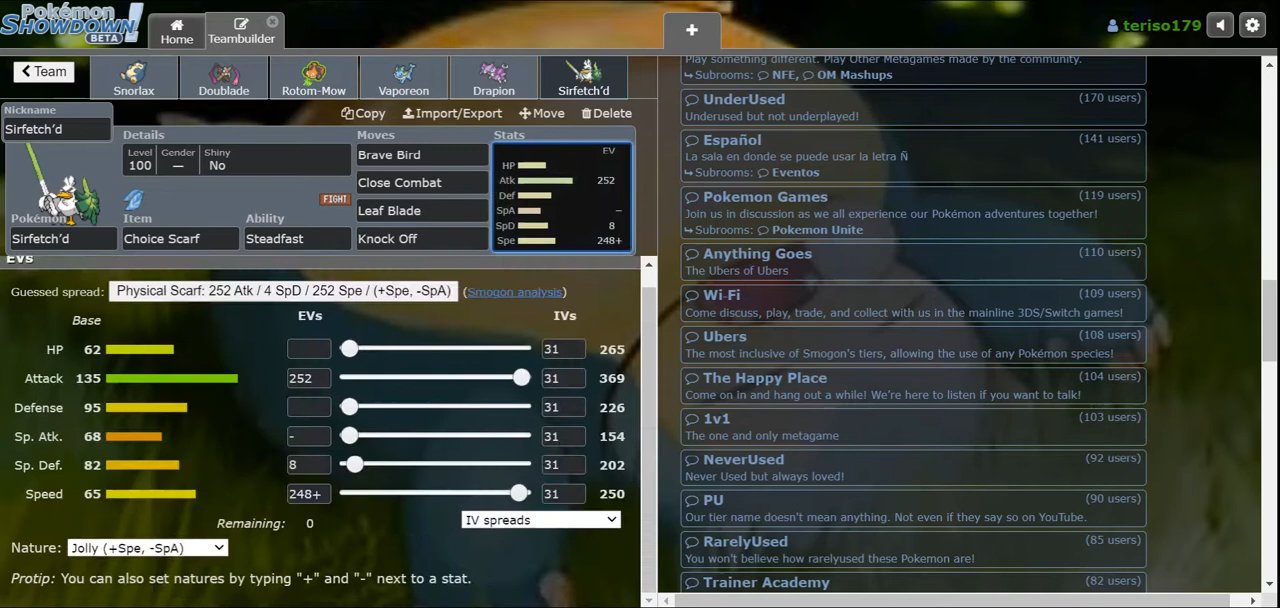 Pokémon
SHOWDOWN!
BETA
Home
Teambuilder
+
teriso179
Team
Snorlax
Doublade
Rotom-Mow
Vaporeon
Drapion
Sirfetch'd
Copy
Import/Export
Move
Delete
Nickname
Sirfetch'd
Details
Level
100
Gender
—
Shiny
No
FIGHT
Pokémon
Sirfetch'd
Item
Choice Scarf
Ability
Steadfast
Moves
Brave Bird
Close Combat
Leaf Blade
Knock Off
Stats
EV
HP
Atk 252
Def
SpA –
SpD 8
Spe 248+
EVs
Guessed spread: Physical Scarf: 252 Atk / 4 SpD / 252 Spe / (+Spe, -SpA) (Smogon analysis)
Base EVs IVs
HP 62 31 265
Attack 135 252 31 369
Defense 95 31 226
Sp. Atk. 68 - 31 154
Sp. Def. 82 8 31 202
Speed 65 248+ 31 250
Remaining: 0
IV spreads
Nature: Jolly (+Spe, -SpA)
Protip: You can also set natures by typing "+" and "-" next to a stat.
Play something different. Play Other Metagames made by the community.
Subrooms: NFE, OM Mashups
UnderUsed (170 users)
Underused but not underplayed!
Español (141 users)
La sala en donde se puede usar la letra Ñ
Subrooms: Eventos
Pokemon Games (119 users)
Join us in discussion as we all experience our Pokémon adventures together!
Subrooms: Pokemon Unite
Anything Goes (110 users)
The Ubers of Ubers
Wi-Fi (109 users)
Come discuss, play, trade, and collect with us in the mainline 3DS/Switch games!
Ubers (108 users)
The most inclusive of Smogon's tiers, allowing the use of any Pokémon species!
The Happy Place (104 users)
Come on in and hang out a while! We're here to listen if you want to talk!
1v1 (103 users)
The one and only metagame
NeverUsed (92 users)
Never Used but always loved!
PU (90 users)
Our tier name doesn't mean anything. Not even if they say so on YouTube.
RarelyUsed (85 users)
You won't believe how rarelyused these Pokemon are!
Trainer Academy (82 users)